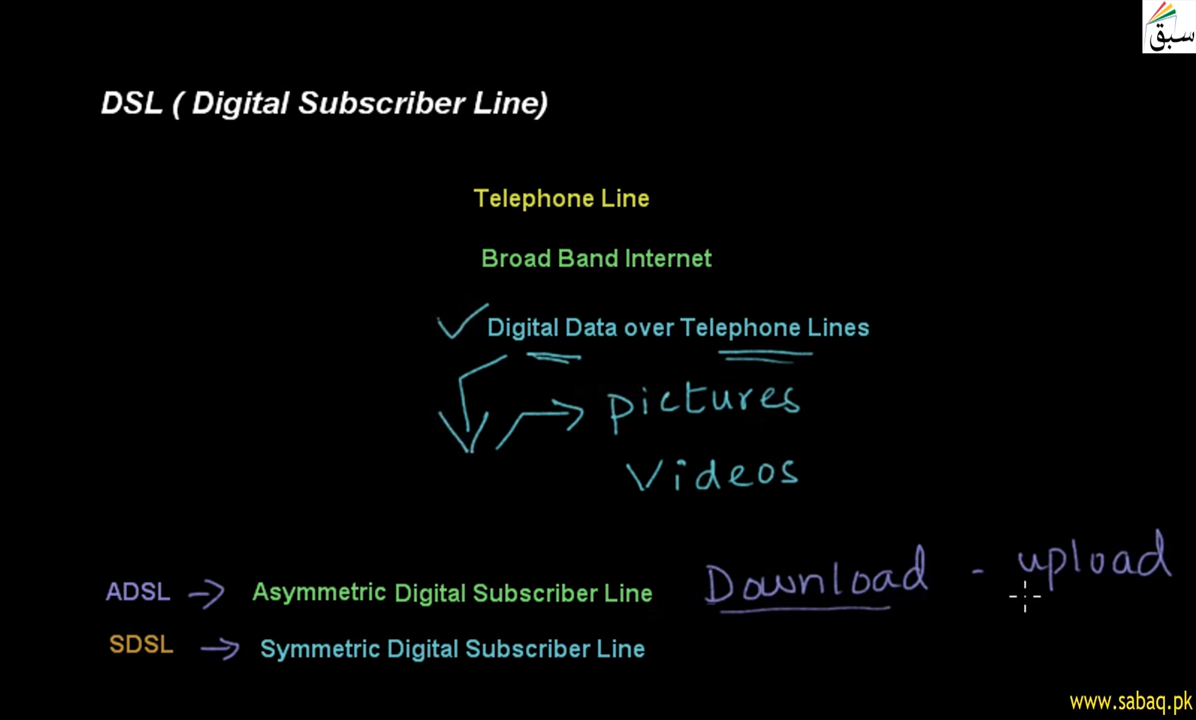 سبق
DSL ( Digital Subscriber Line)
Telephone Line
Broad Band Internet
Digital Data over Telephone Lines
pictures
Videos
ADSL → Asymmetric Digital Subscriber Line Download - upload
SDSL → Symmetric Digital Subscriber Line
www.sabaq.pk